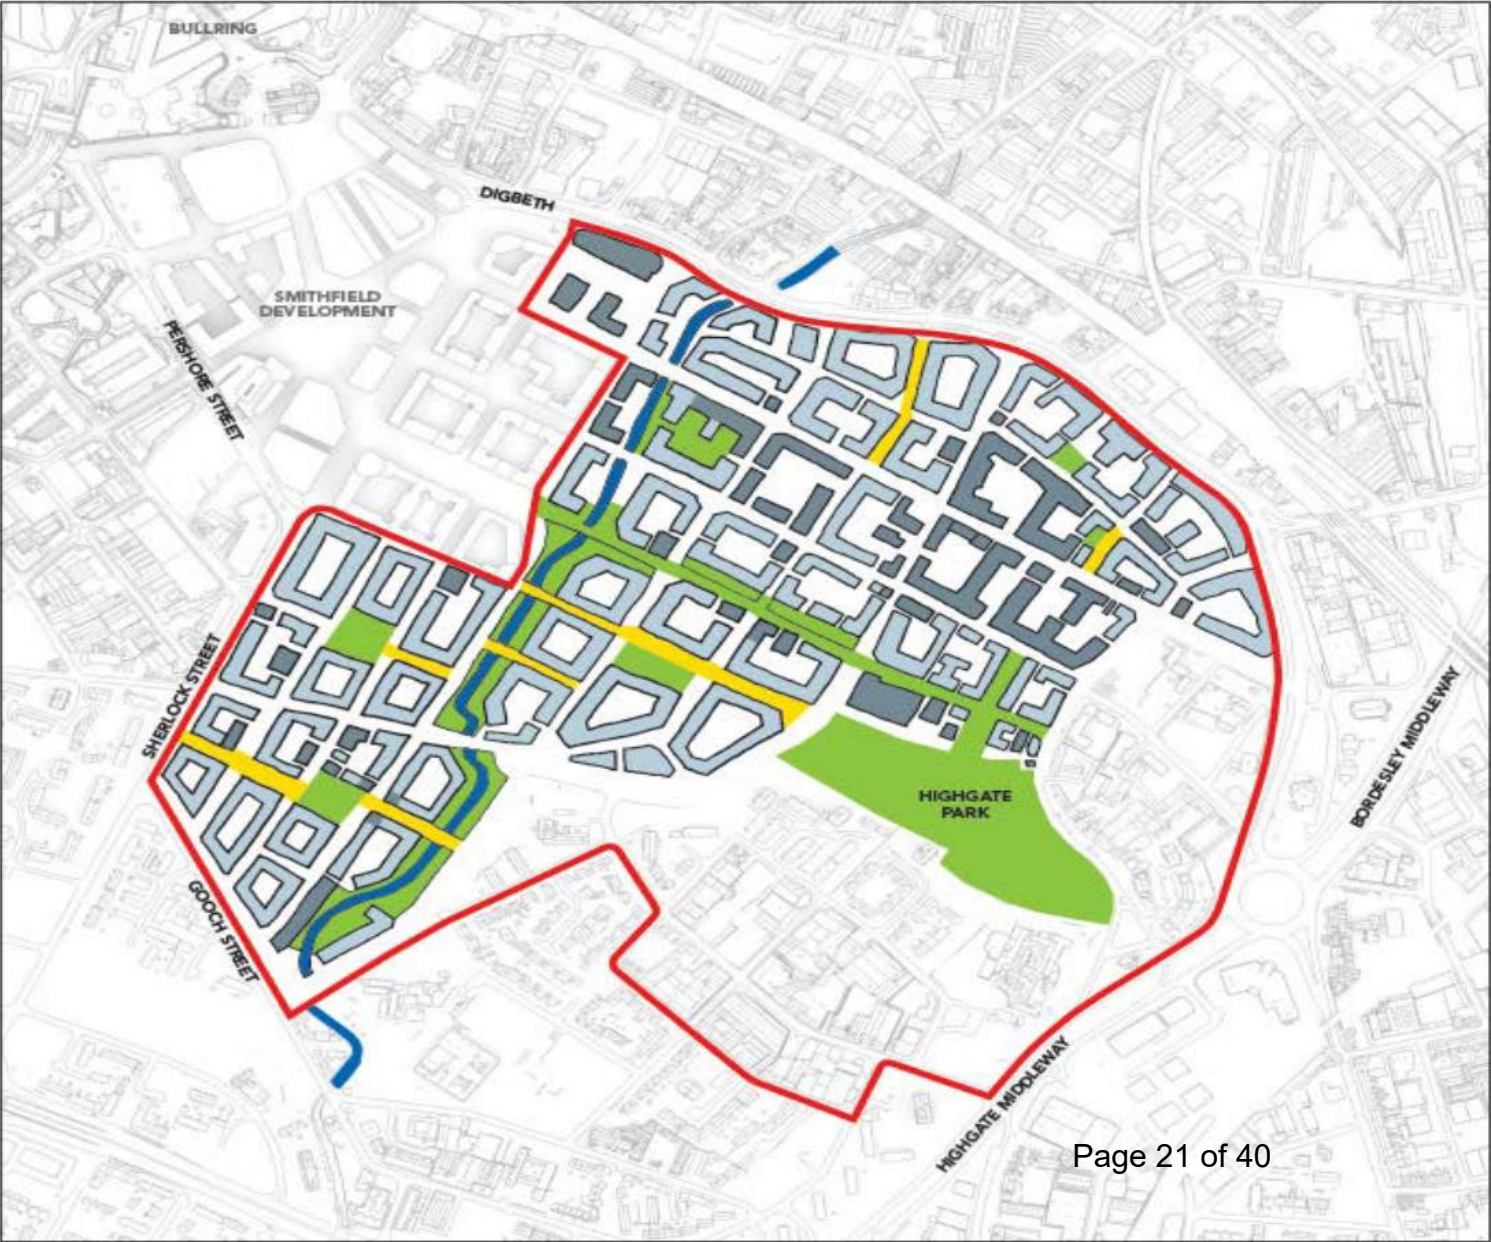 BULLRING
DIGBETH
SMITHFIELD
DEVELOPMENT
PERSHORE STREET
SHERLOCK STREET
BORDESLEY MIDDLEWAY
HIGHGATE
PARK
GOOCH STREET
HIGHGATE MIDDLEWAY
Page 21 of 40